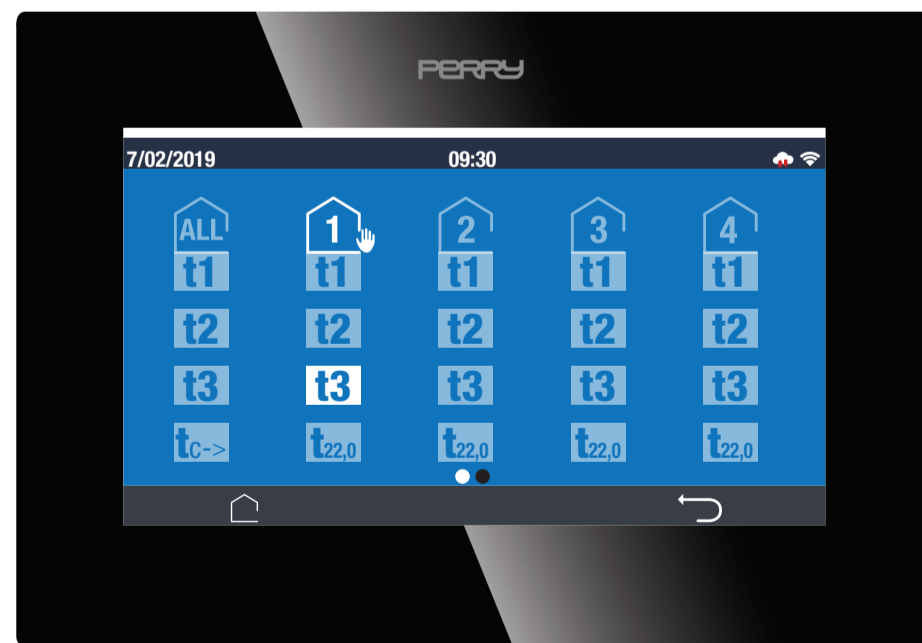 PERRY
7/02/2019 09:30
ALL 1 2 3 4
t1 t1 t1 t1 t1
t2 t2 t2 t2 t2
t3 t3 t3 t3 t3
tC-> t22,0 t22,0 t22,0 t22,0